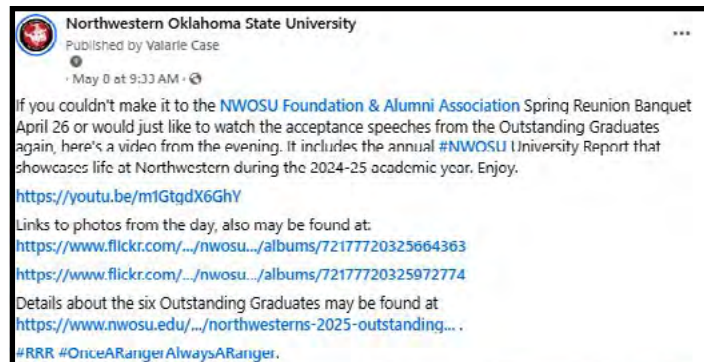 Northwestern Oklahoma State University
Published by Valarie Case
· May 8 at 9:33 AM ·
If you couldn't make it to the NWOSU Foundation & Alumni Association Spring Reunion Banquet
April 26 or would just like to watch the acceptance speeches from the Outstanding Graduates
again, here's a video from the evening. It includes the annual #NWOSU University Report that
showcases life at Northwestern during the 2024-25 academic year. Enjoy.
https://youtu.be/m1GtgdX6GhY
Links to photos from the day, also may be found at:
https://www.flickr.com/.../nwosu.../albums/72177720325664363
https://www.flickr.com/.../nwosu.../albums/72177720325972774
Details about the six Outstanding Graduates may be found at
https://www.nwosu.edu/.../northwesterns-2025-outstanding... .
#RRR #OnceARangerAlwaysARanger.